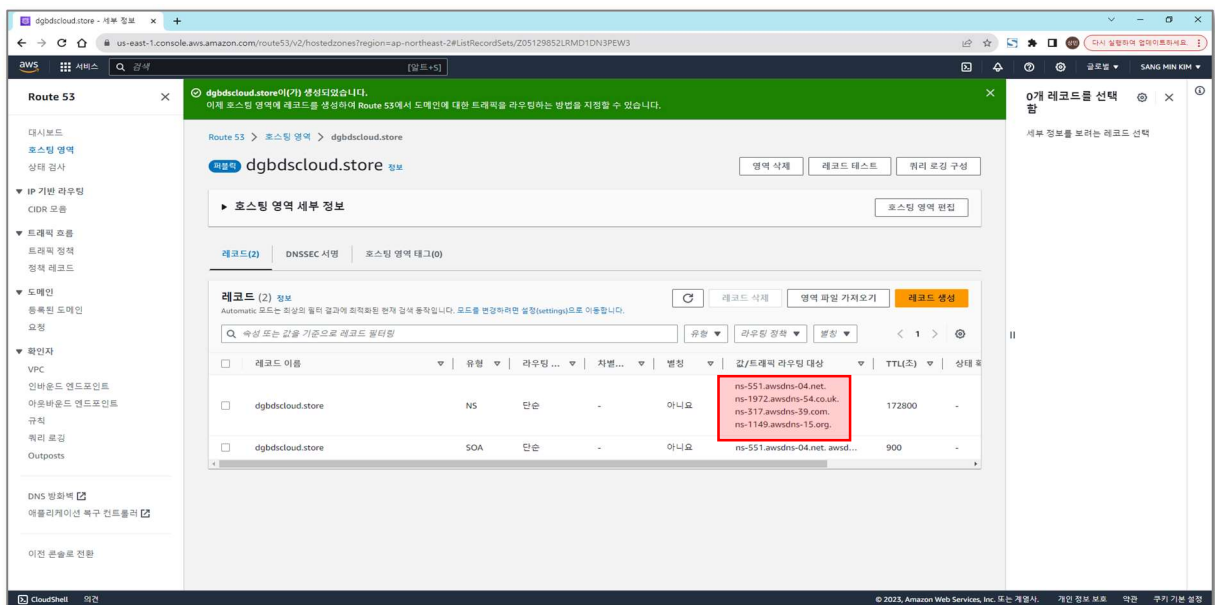 dgbdscloud.store - 세부 정보
us-east-1.console.aws.amazon.com/route53/v2/hostedzones?region=ap-northeast-2#ListRecordSets/Z05129852LRMD1DN3PEW3
다시 실행하여 업데이트하세요.
aws 서비스 검색 [알트+S] 글로벌 SANG MIN KIM
Route 53
대시보드
호스팅 영역
상태 검사
IP 기반 라우팅
CIDR 모음
트래픽 흐름
트래픽 정책
정책 레코드
도메인
등록된 도메인
요청
확인자
VPC
인바운드 엔드포인트
아웃바운드 엔드포인트
규칙
쿼리 로깅
Outposts
DNS 방화벽
애플리케이션 복구 컨트롤러
이전 콘솔로 전환
dgbdscloud.store이(가) 생성되었습니다.
이제 호스팅 영역에 레코드를 생성하여 Route 53에서 도메인에 대한 트래픽을 라우팅하는 방법을 지정할 수 있습니다.
Route 53 > 호스팅 영역 > dgbdscloud.store
퍼블릭 dgbdscloud.store 정보
영역 삭제 레코드 테스트 쿼리 로깅 구성
호스팅 영역 세부 정보 호스팅 영역 편집
레코드(2) DNSSEC 서명 호스팅 영역 태그(0)
레코드 (2) 정보
Automatic 모드는 최상의 필터 결과에 최적화된 현재 검색 동작입니다. 모드를 변경하려면 설정(settings)으로 이동합니다.
레코드 삭제 영역 파일 가져오기 레코드 생성
속성 또는 값을 기준으로 레코드 필터링 유형 라우팅 정책 별칭 < 1 >
레코드 이름 유형 라우팅 ... 차별... 별칭 값/트래픽 라우팅 대상 TTL(초)
dgbdscloud.store NS 단순 - 아니요
ns-551.awsdns-04.net.
ns-1972.awsdns-54.co.uk.
ns-317.awsdns-39.com.
ns-1149.awsdns-15.org.
172800 -
dgbdscloud.store SOA 단순 - 아니요 ns-551.awsdns-04.net. awsd... 900 -
0개 레코드를 선택
함
세부 정보를 보려는 레코드 선택
CloudShell 의견 © 2023, Amazon Web Services, Inc. 또는 계열사. 개인 정보 보호 약관 쿠키 기본 설정